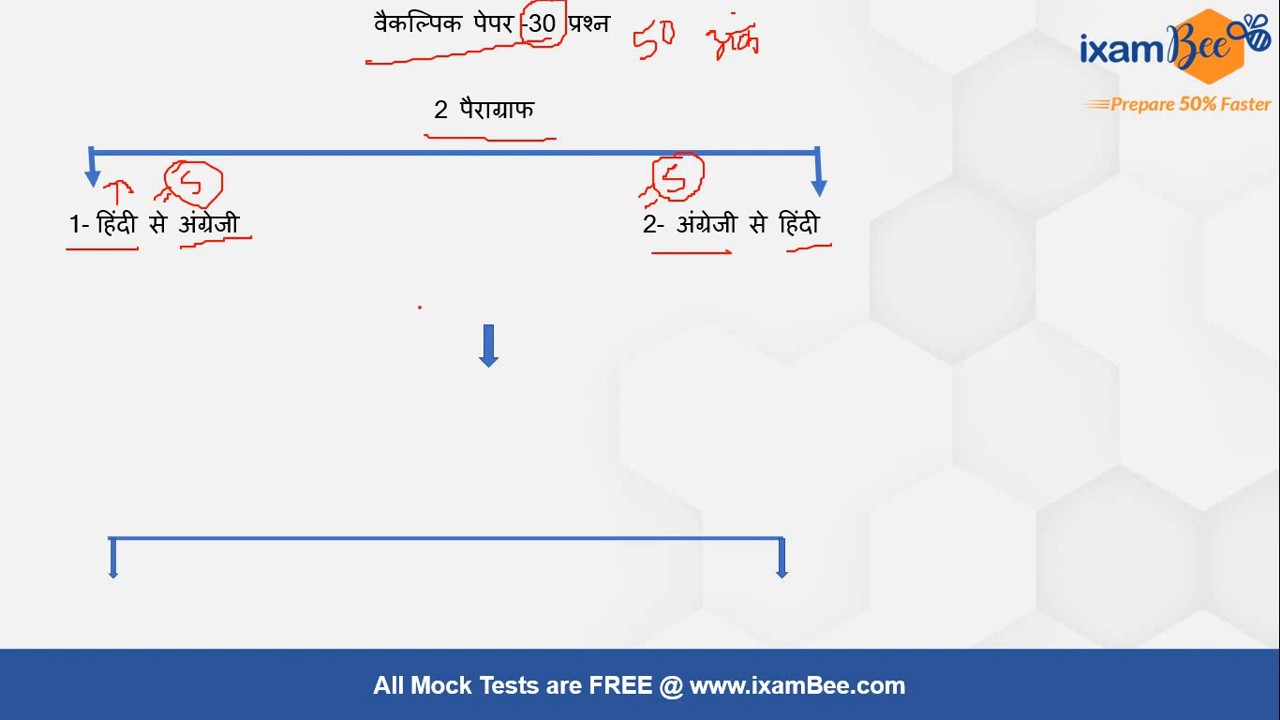 वैकल्पिक पेपर -30 प्रश्न 50 अंक
ixamBee
Prepare 50% Faster
2 पैराग्राफ
5 5
1- हिंदी से अंग्रेजी 2- अंग्रेजी से हिंदी
All Mock Tests are FREE @ www.ixamBee.com